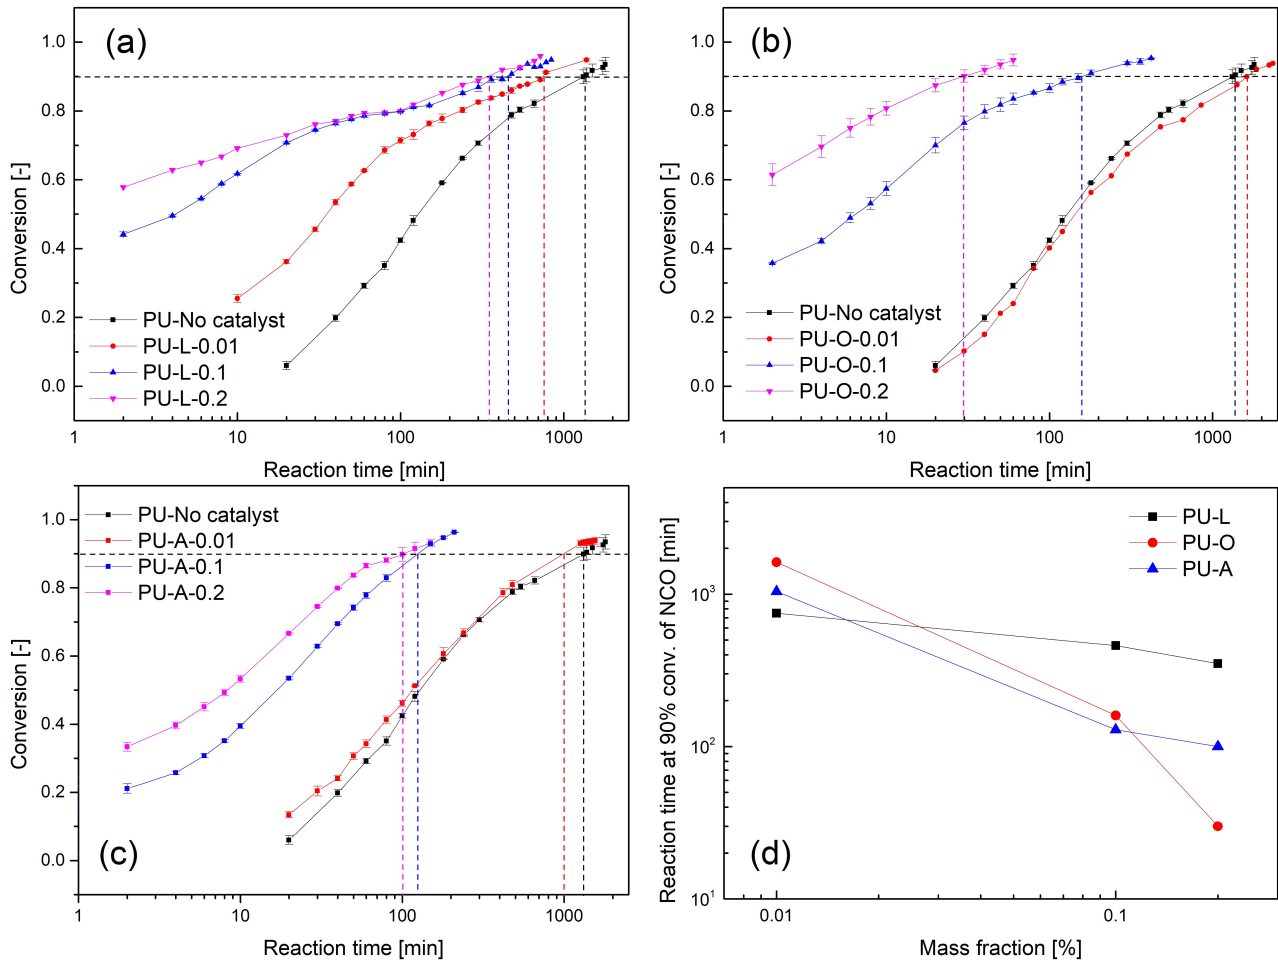 (a)
1.0
0.8
0.6
0.4
0.2
0.0
Conversion [-]
PU-No catalyst
PU-L-0.01
PU-L-0.1
PU-L-0.2
1 10 100 1000
Reaction time [min]
(b)
1.0
0.8
0.6
0.4
0.2
0.0
Conversion [-]
PU-No catalyst
PU-O-0.01
PU-O-0.1
PU-O-0.2
1 10 100 1000
Reaction time [min]
PU-No catalyst
PU-A-0.01
PU-A-0.1
PU-A-0.2
1.0
0.8
0.6
0.4
0.2
0.0
Conversion [-]
(c)
1 10 100 1000
Reaction time [min]
PU-L
PU-O
PU-A
10³
10²
10¹
Reaction time at 90% conv. of NCO [min]
(d)
0.01 0.1
Mass fraction [%]